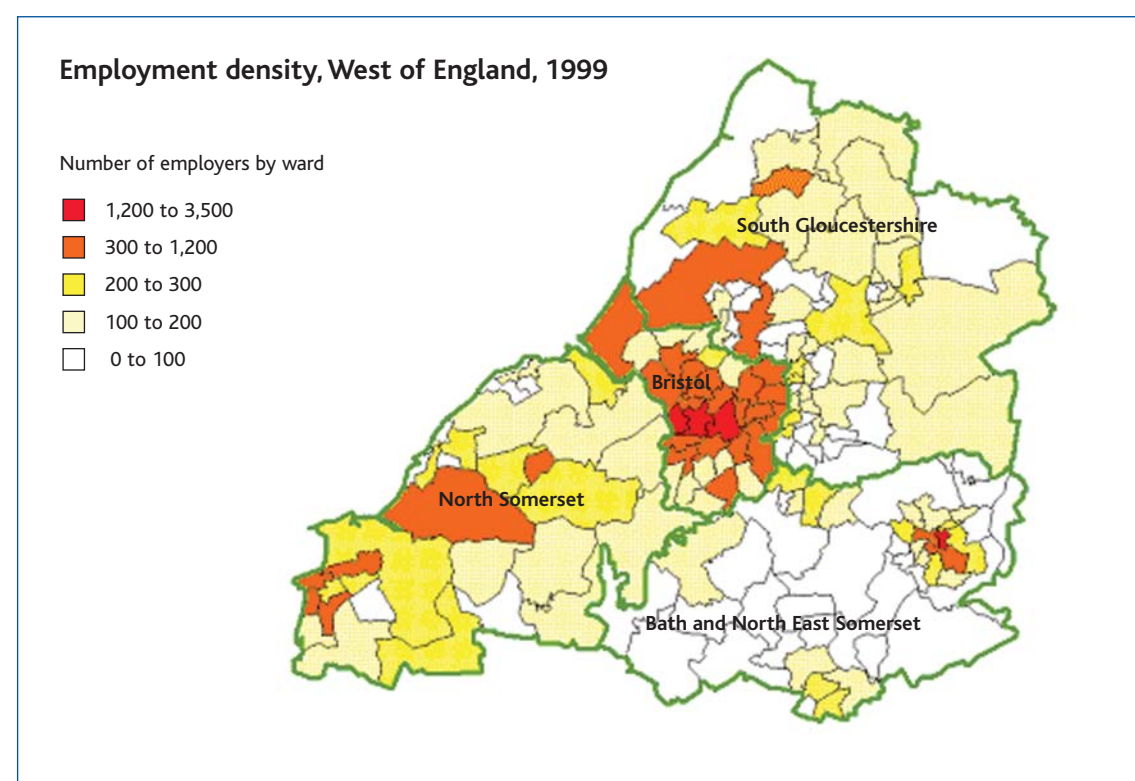 Employment density, West of England, 1999
Number of employers by ward
1,200 to 3,500
300 to 1,200
200 to 300
100 to 200
0 to 100
South Gloucestershire
Bristol
North Somerset
Bath and North East Somerset